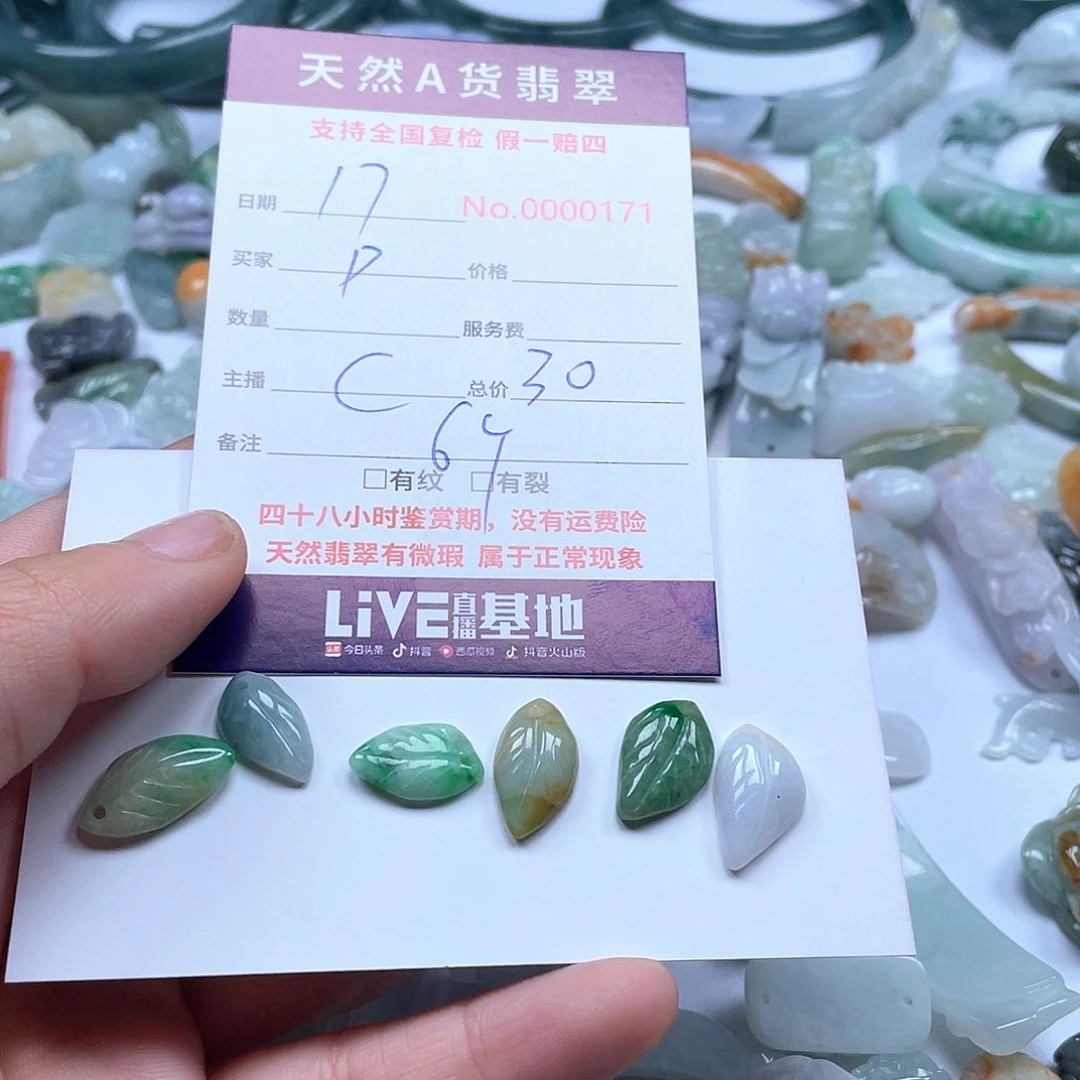 天然A货翡翠
支持全国复检 假一赔四
日期 17 No.0000171
买家 P 价格
数量 服务费
主播 C 总价 30
备注 64
□有纹 □有裂
四十八小时鉴赏期，没有运费险
天然翡翠有微瑕 属于正常现象
LiVE直播基地
头条 今日头条 抖音 西瓜视频 抖音火山版